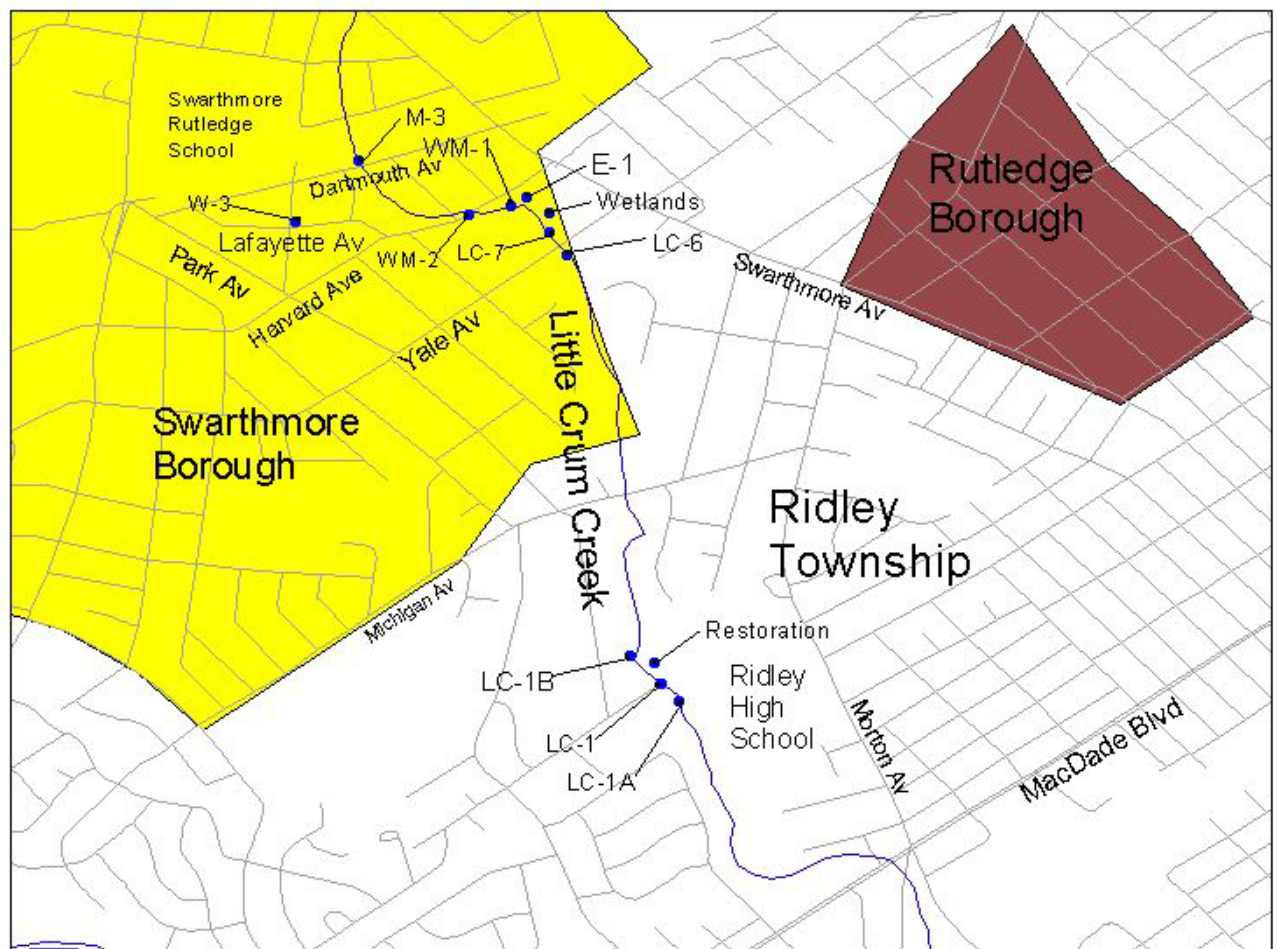 Swarthmore
Rutledge
School
M-3
WM-1
Dartmouth Av
E-1
Wetlands
W-3
Lafayette Av
WM-2
LC-7
LC-6
Park Av
Harvard Ave
Yale Av
Swarthmore Av
Rutledge
Borough
Little Crum Creek
Swarthmore
Borough
Ridley
Township
Michigan Av
Restoration
LC-1B
Ridley
High
School
LC-1
LC-1A
Morton Av
MacDade Blvd